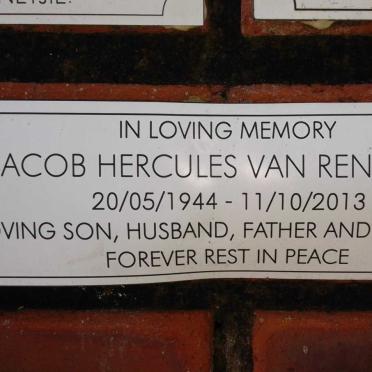 IN LOVING MEMORY
ACOB HERCULES VAN REN
20/05/1944 - 11/10/2013
VING SON, HUSBAND, FATHER AND
FOREVER REST IN PEACE